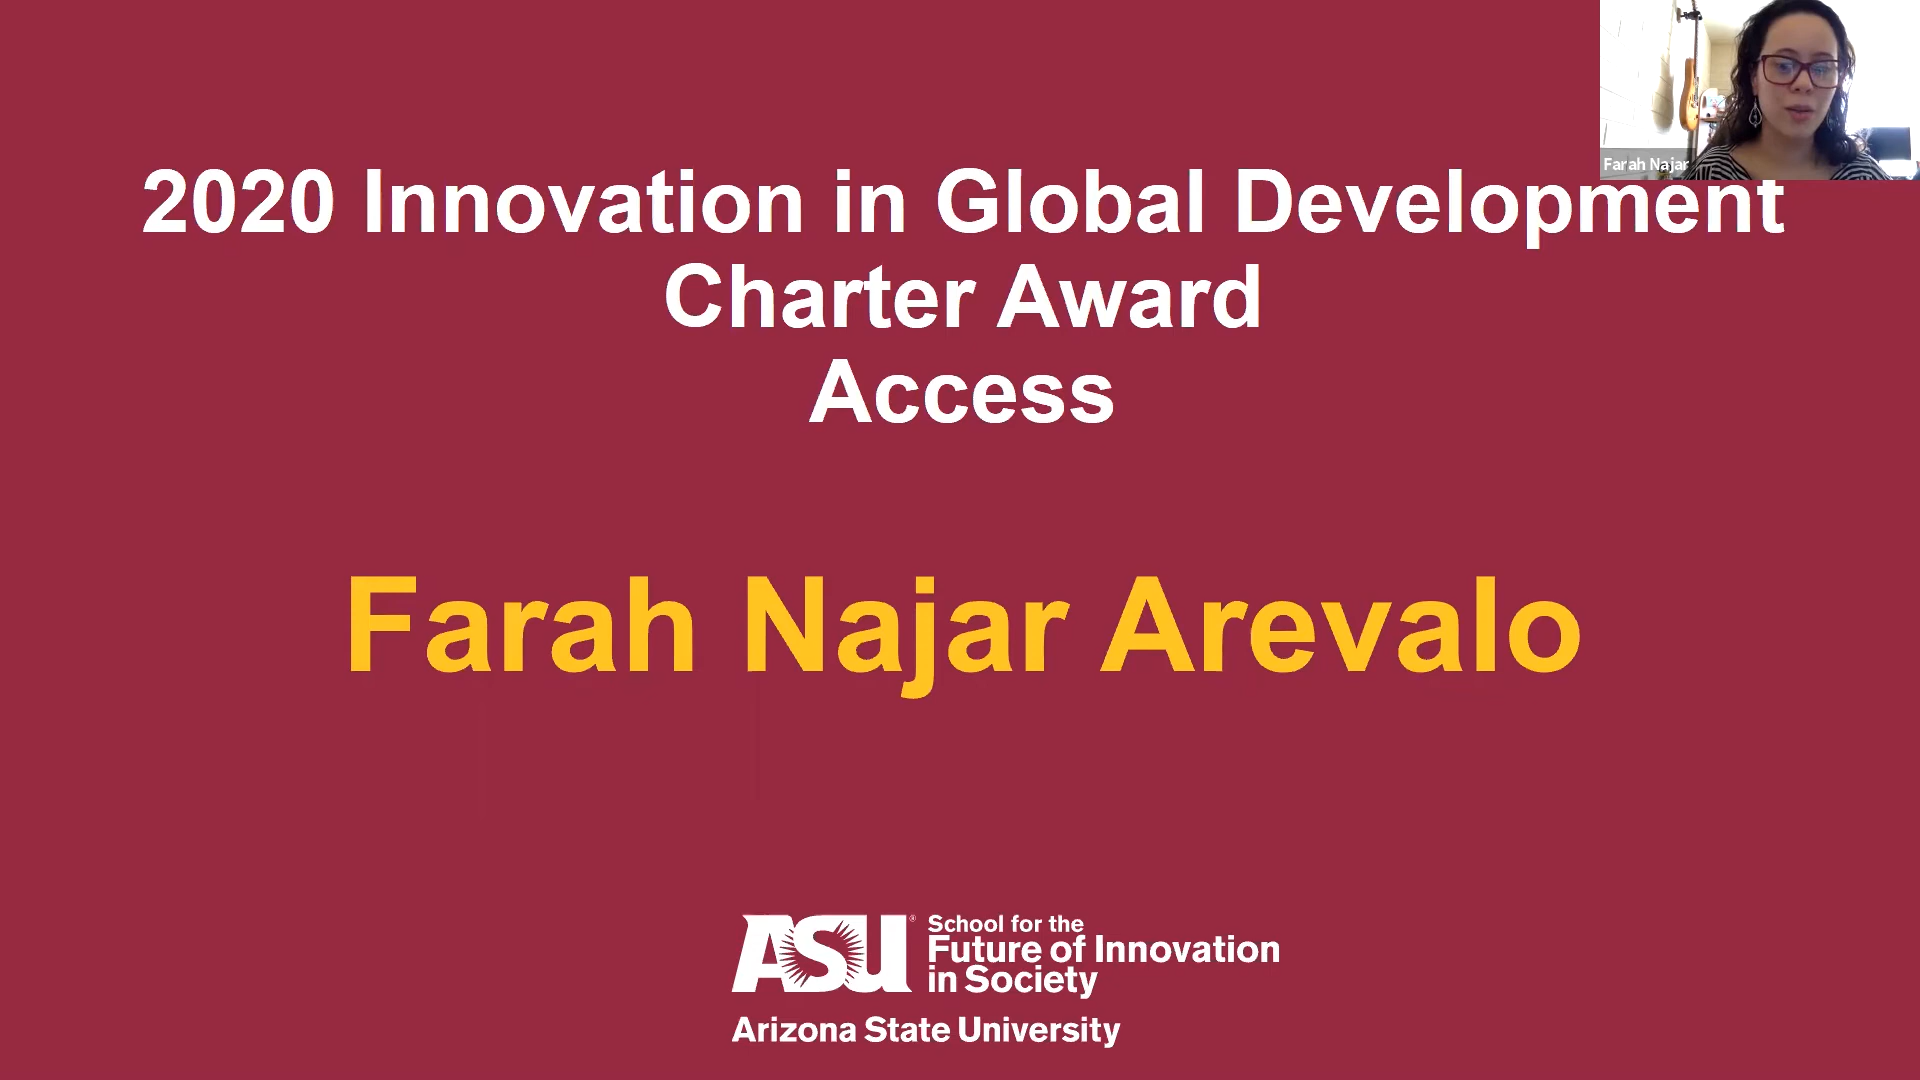 Farah Najar
2020 Innovation in Global Development
Charter Award
Access
Farah Najar Arevalo
ASU®
School for the
Future of Innovation
in Society
Arizona State University